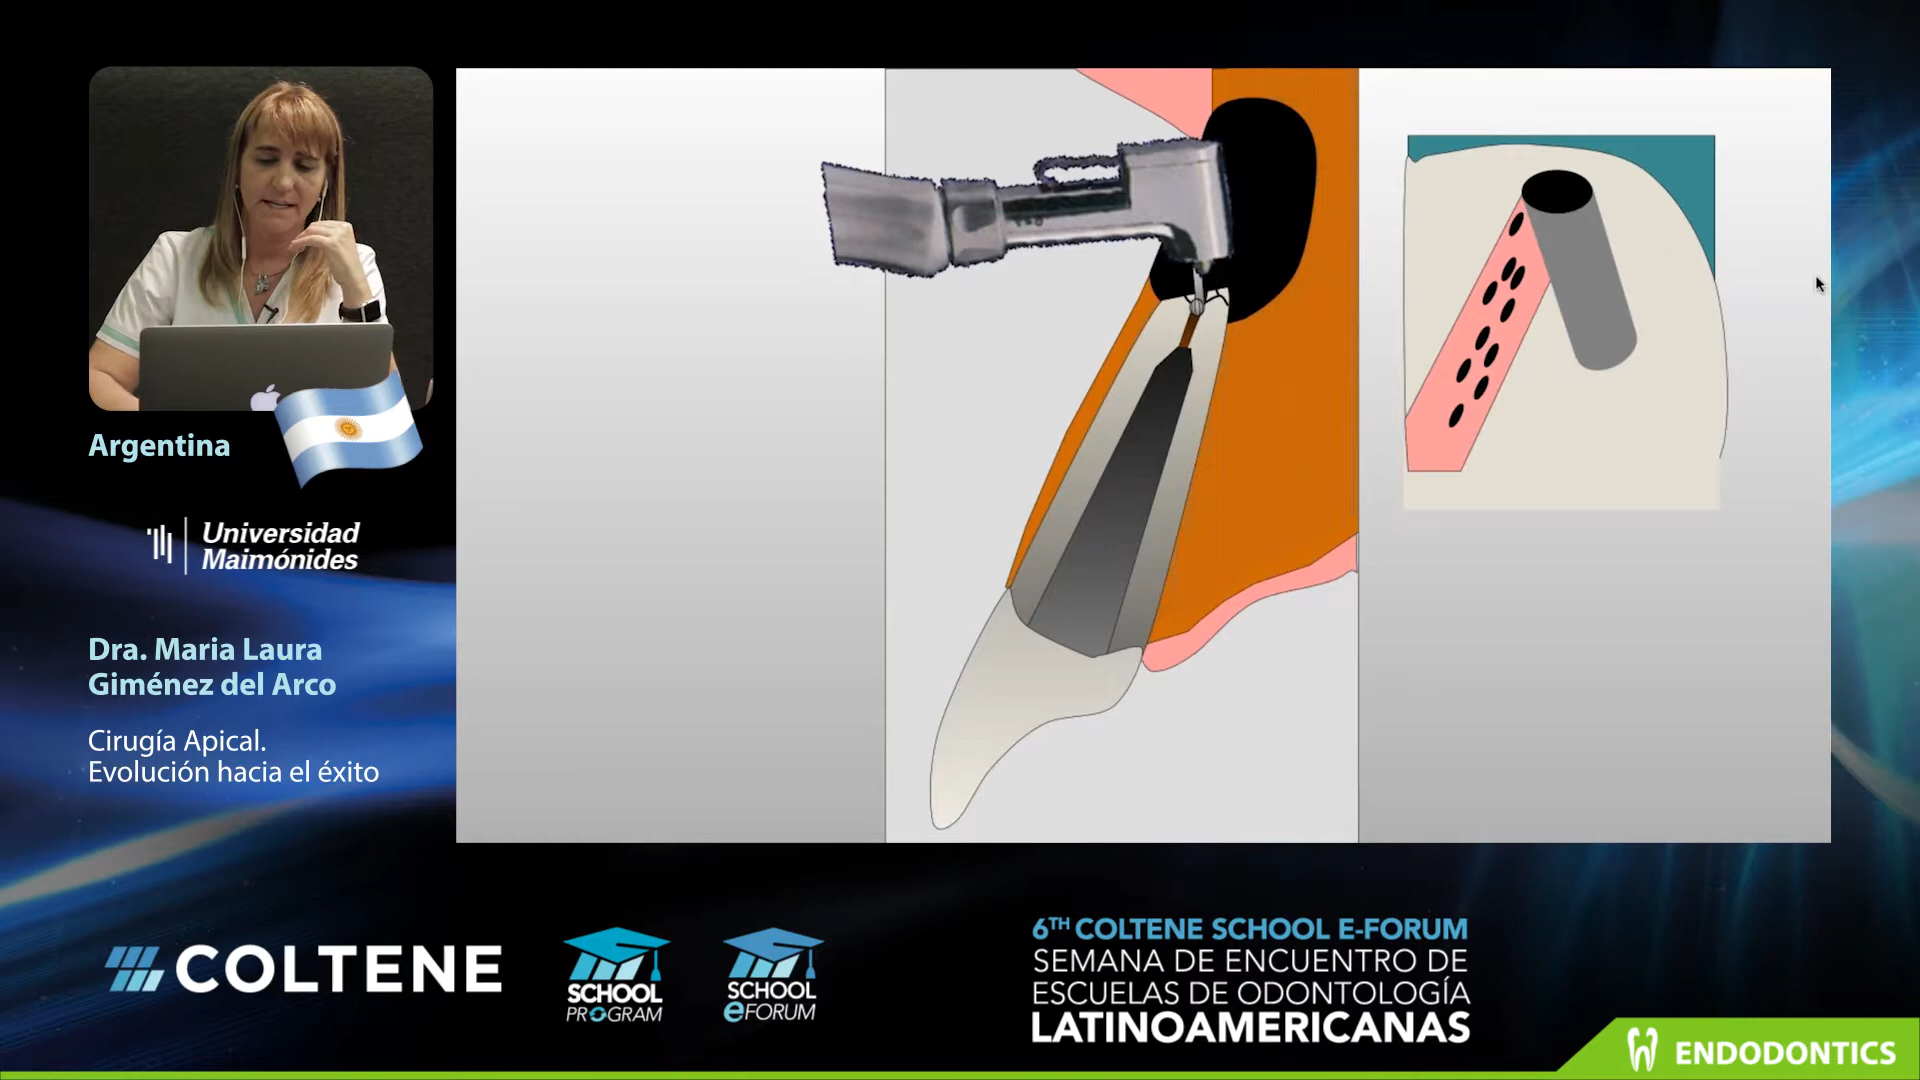 Argentina
Universidad
Maimónides
Dra. Maria Laura
Giménez del Arco
Cirugía Apical.
Evolución hacia el éxito
COLTENE
SCHOOL
PROGRAM
SCHOOL
eFORUM
6TH COLTENE SCHOOL E-FORUM
SEMANA DE ENCUENTRO DE
ESCUELAS DE ODONTOLOGÍA
LATINOAMERICANAS
ENDODONTICS